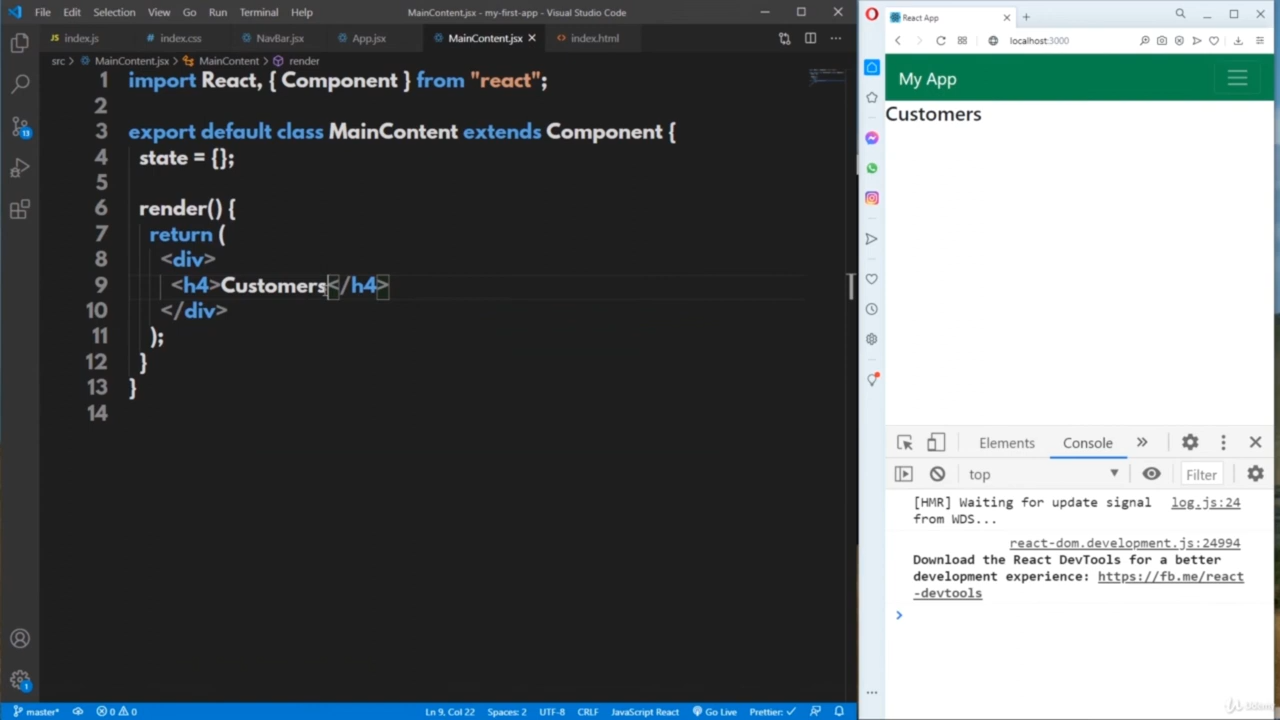 File Edit Selection View Go Run Terminal Help MainContent.jsx - my-first-app - Visual Studio Code
JS index.js index.css NavBar.jsx App.jsx MainContent.jsx index.html
src > MainContent.jsx > MainContent > render
1 import React, { Component } from "react";
2
3 export default class MainContent extends Component {
4 state = {};
5
6 render() {
7 return (
8 <div>
9 <h4>Customers</h4>
10 </div>
11 );
12 }
13 }
14
13
1
master* 0 0 Ln 9, Col 22 Spaces: 2 UTF-8 CRLF JavaScript React Go Live Prettier: ✓
React App
localhost:3000
My App
Customers
Elements Console »
top Filter
[HMR] Waiting for update signal log.js:24
from WDS...
react-dom.development.js:24994
Download the React DevTools for a better
development experience: https://fb.me/react
-devtools
>
Udemy